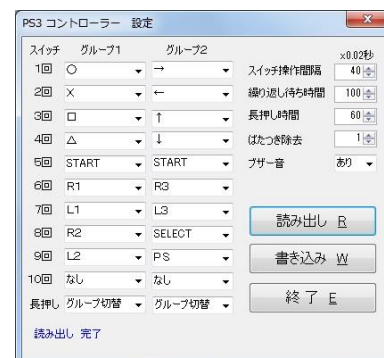 PS3 コントローラー 設定
スイッチ グループ1 グループ2
1回 ○ →
2回 × ←
3回 □ ↑
4回 △ ↓
5回 START START
6回 R1 R3
7回 L1 L3
8回 R2 SELECT
9回 L2 PS
10回 なし なし
長押し グループ切替 グループ切替
読み出し 完了
x0.02秒
スイッチ操作間隔 40
繰り返し待ち時間 100
長押し時間 60
ばたつき除去 1
ブザー音 あり
読み出し R
書き込み W
終了 E